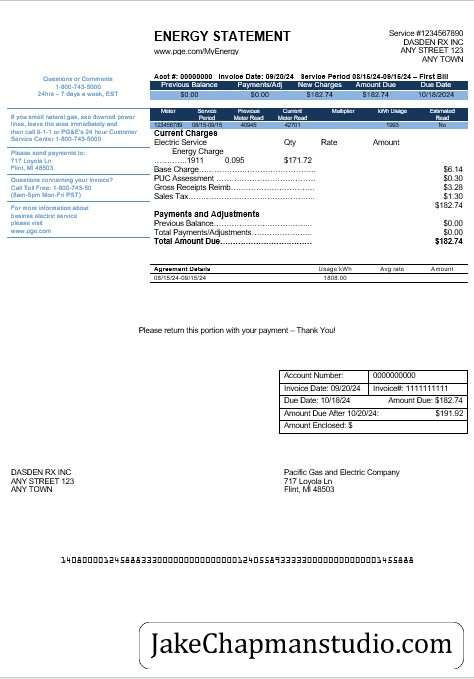 ENERGY STATEMENT
www.pge.com/MyEnergy
Service #1234567890
DASDEN RX INC
ANY STREET 123
ANY TOWN
Questions or Comments
1-800-743-5000
24hrs – 7 days a week, EST
If you smell natural gas, see downed power
lines, leave the area immediately and
then call 8-1-1 or PG&E's 24 hour Customer
Service Center 1-800-743-5000
Please send payments to:
717 Loyola Ln
Flint, MI 48503
Questions concerning your invoice?
Call Toll Free: 1-800-743-50
(8am-5pm Mon-Fri PST)
For more information about
business electric service
please visit
www.pge.com
Acct #: 00000000 Invoice Date: 09/20/24 Service Period 08/15/24-09/15/24 – First Bill
Previous Balance Payments/Adj New Charges Amount Due Due Date
$0.00 $0.00 $182.74 $182.74 10/18/2024
Meter Service Period Previous Meter Read Current Meter Read Multiplier kWh Usage Estimated Read
123456789 08/15-09/15 40945 42701 1993 No
Current Charges
Electric Service Qty Rate Amount
Energy Charge
.............1911 0.095 $171.72
Base Charge........................................ $6.14
PUC Assessment .................................. $0.30
Gross Receipts Reimb............................ $3.28
Sales Tax............................................. $1.30
$182.74
Payments and Adjustments
Previous Balance.................................. $0.00
Total Payments/Adjustments.................... $0.00
Total Amount Due.................................. $182.74
Agreement Details Usage kWh Avg rate Amount
08/15/24-09/15/24 1808.00
Please return this portion with your payment – Thank You!
Account Number: 0000000000
Invoice Date: 09/20/24 Invoice#: 1111111111
Due Date: 10/18/24 Amount Due: $182.74
Amount Due After 10/20/24: $191.92
Amount Enclosed: $
DASDEN RX INC
ANY STREET 123
ANY TOWN
Pacific Gas and Electric Company
717 Loyola Ln
Flint, MI 48503
JakeChapmanstudio.com